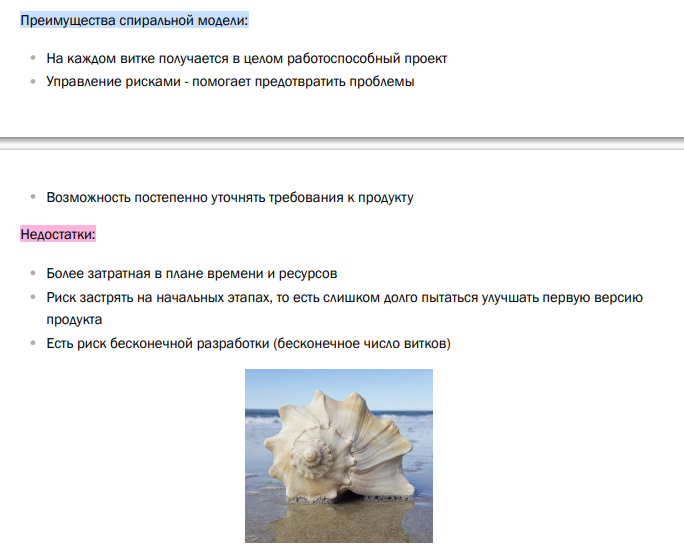 Преимущества спиральной модели:
На каждом витке получается в целом работоспособный проект
Управление рисками - помогает предотвратить проблемы
Возможность постепенно уточнять требования к продукту
Недостатки:
Более затратная в плане времени и ресурсов
Риск застрять на начальных этапах, то есть слишком долго пытаться улучшать первую версию
продукта
Есть риск бесконечной разработки (бесконечное число витков)